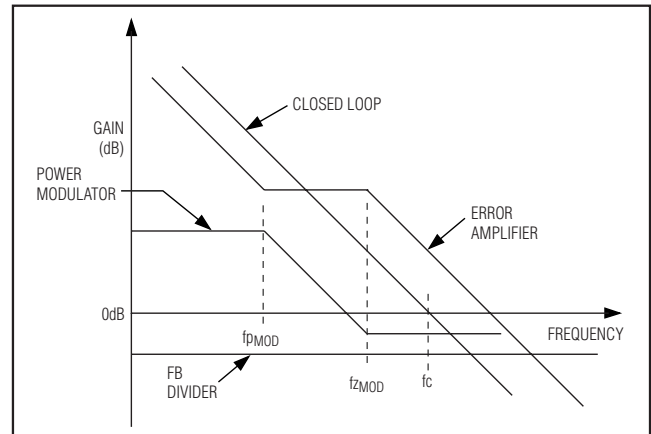 CLOSED LOOP
GAIN
(dB)
POWER
MODULATOR
ERROR
AMPLIFIER
0dB
FREQUENCY
fpMOD
FB
DIVIDER
fzMOD
fc